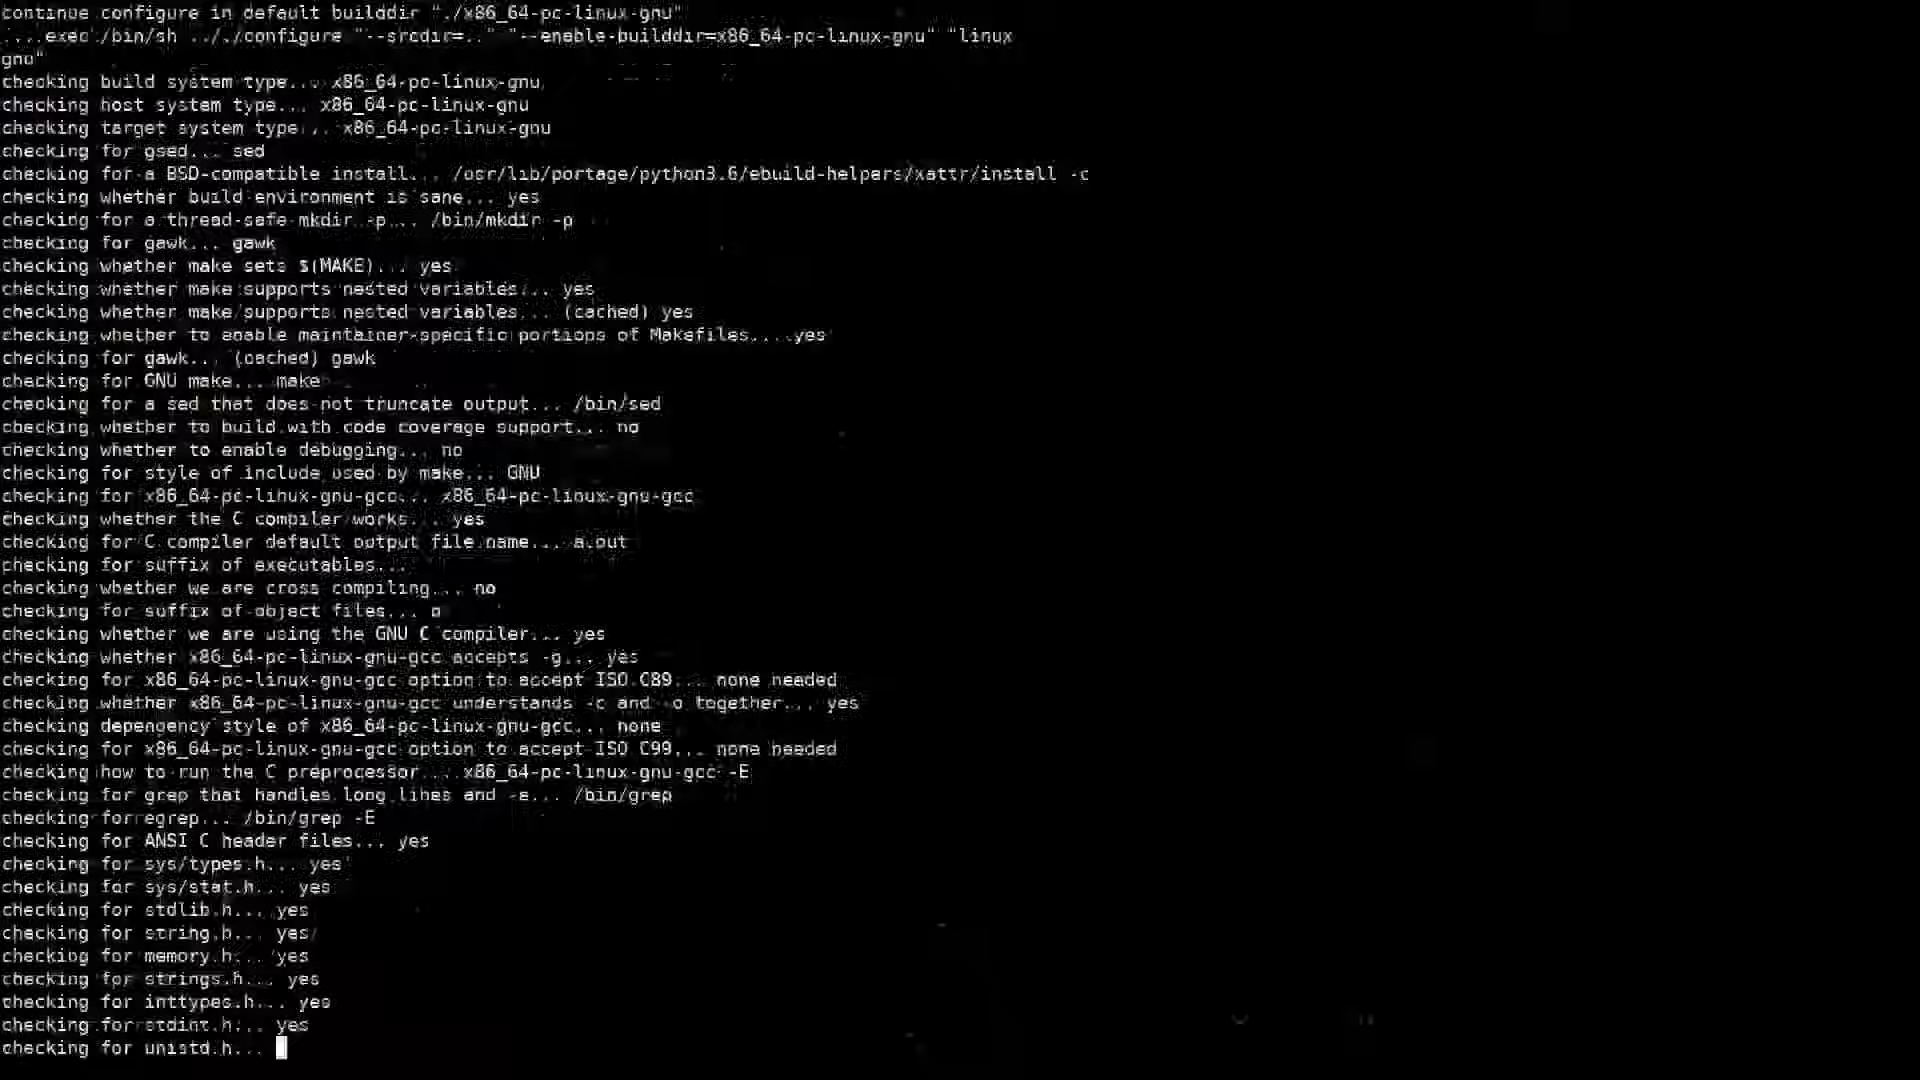 continue configure in default builddir "./x86_64-pc-linux-gnu"
....exec /bin/sh .././configure "--srcdir=.." "--enable-builddir=x86_64-pc-linux-gnu" "linux
gnu"
checking build system type... x86_64-pc-linux-gnu
checking host system type... x86_64-pc-linux-gnu
checking target system type... x86_64-pc-linux-gnu
checking for gsed... sed
checking for a BSD-compatible install... /usr/lib/portage/python3.6/ebuild-helpers/xattr/install -c
checking whether build environment is sane... yes
checking for a thread-safe mkdir -p... /bin/mkdir -p
checking for gawk... gawk
checking whether make sets $(MAKE)... yes
checking whether make supports nested variables... yes
checking whether make supports nested variables... (cached) yes
checking whether to enable maintainer-specific portions of Makefiles... yes
checking for gawk... (cached) gawk
checking for GNU make... make
checking for a sed that does not truncate output... /bin/sed
checking whether to build with code coverage support... no
checking whether to enable debugging... no
checking for style of include used by make... GNU
checking for x86_64-pc-linux-gnu-gcc... x86_64-pc-linux-gnu-gcc
checking whether the C compiler works... yes
checking for C compiler default output file name... a.out
checking for suffix of executables...
checking whether we are cross compiling... no
checking for suffix of object files... o
checking whether we are using the GNU C compiler... yes
checking whether x86_64-pc-linux-gnu-gcc accepts -g... yes
checking for x86_64-pc-linux-gnu-gcc option to accept ISO C89... none needed
checking whether x86_64-pc-linux-gnu-gcc understands -c and -o together... yes
checking dependency style of x86_64-pc-linux-gnu-gcc... none
checking for x86_64-pc-linux-gnu-gcc option to accept ISO C99... none needed
checking how to run the C preprocessor... x86_64-pc-linux-gnu-gcc -E
checking for grep that handles long lines and -e... /bin/grep
checking for egrep... /bin/grep -E
checking for ANSI C header files... yes
checking for sys/types.h... yes
checking for sys/stat.h... yes
checking for stdlib.h... yes
checking for string.h... yes
checking for memory.h... yes
checking for strings.h... yes
checking for inttypes.h... yes
checking for stdint.h... yes
checking for unistd.h...